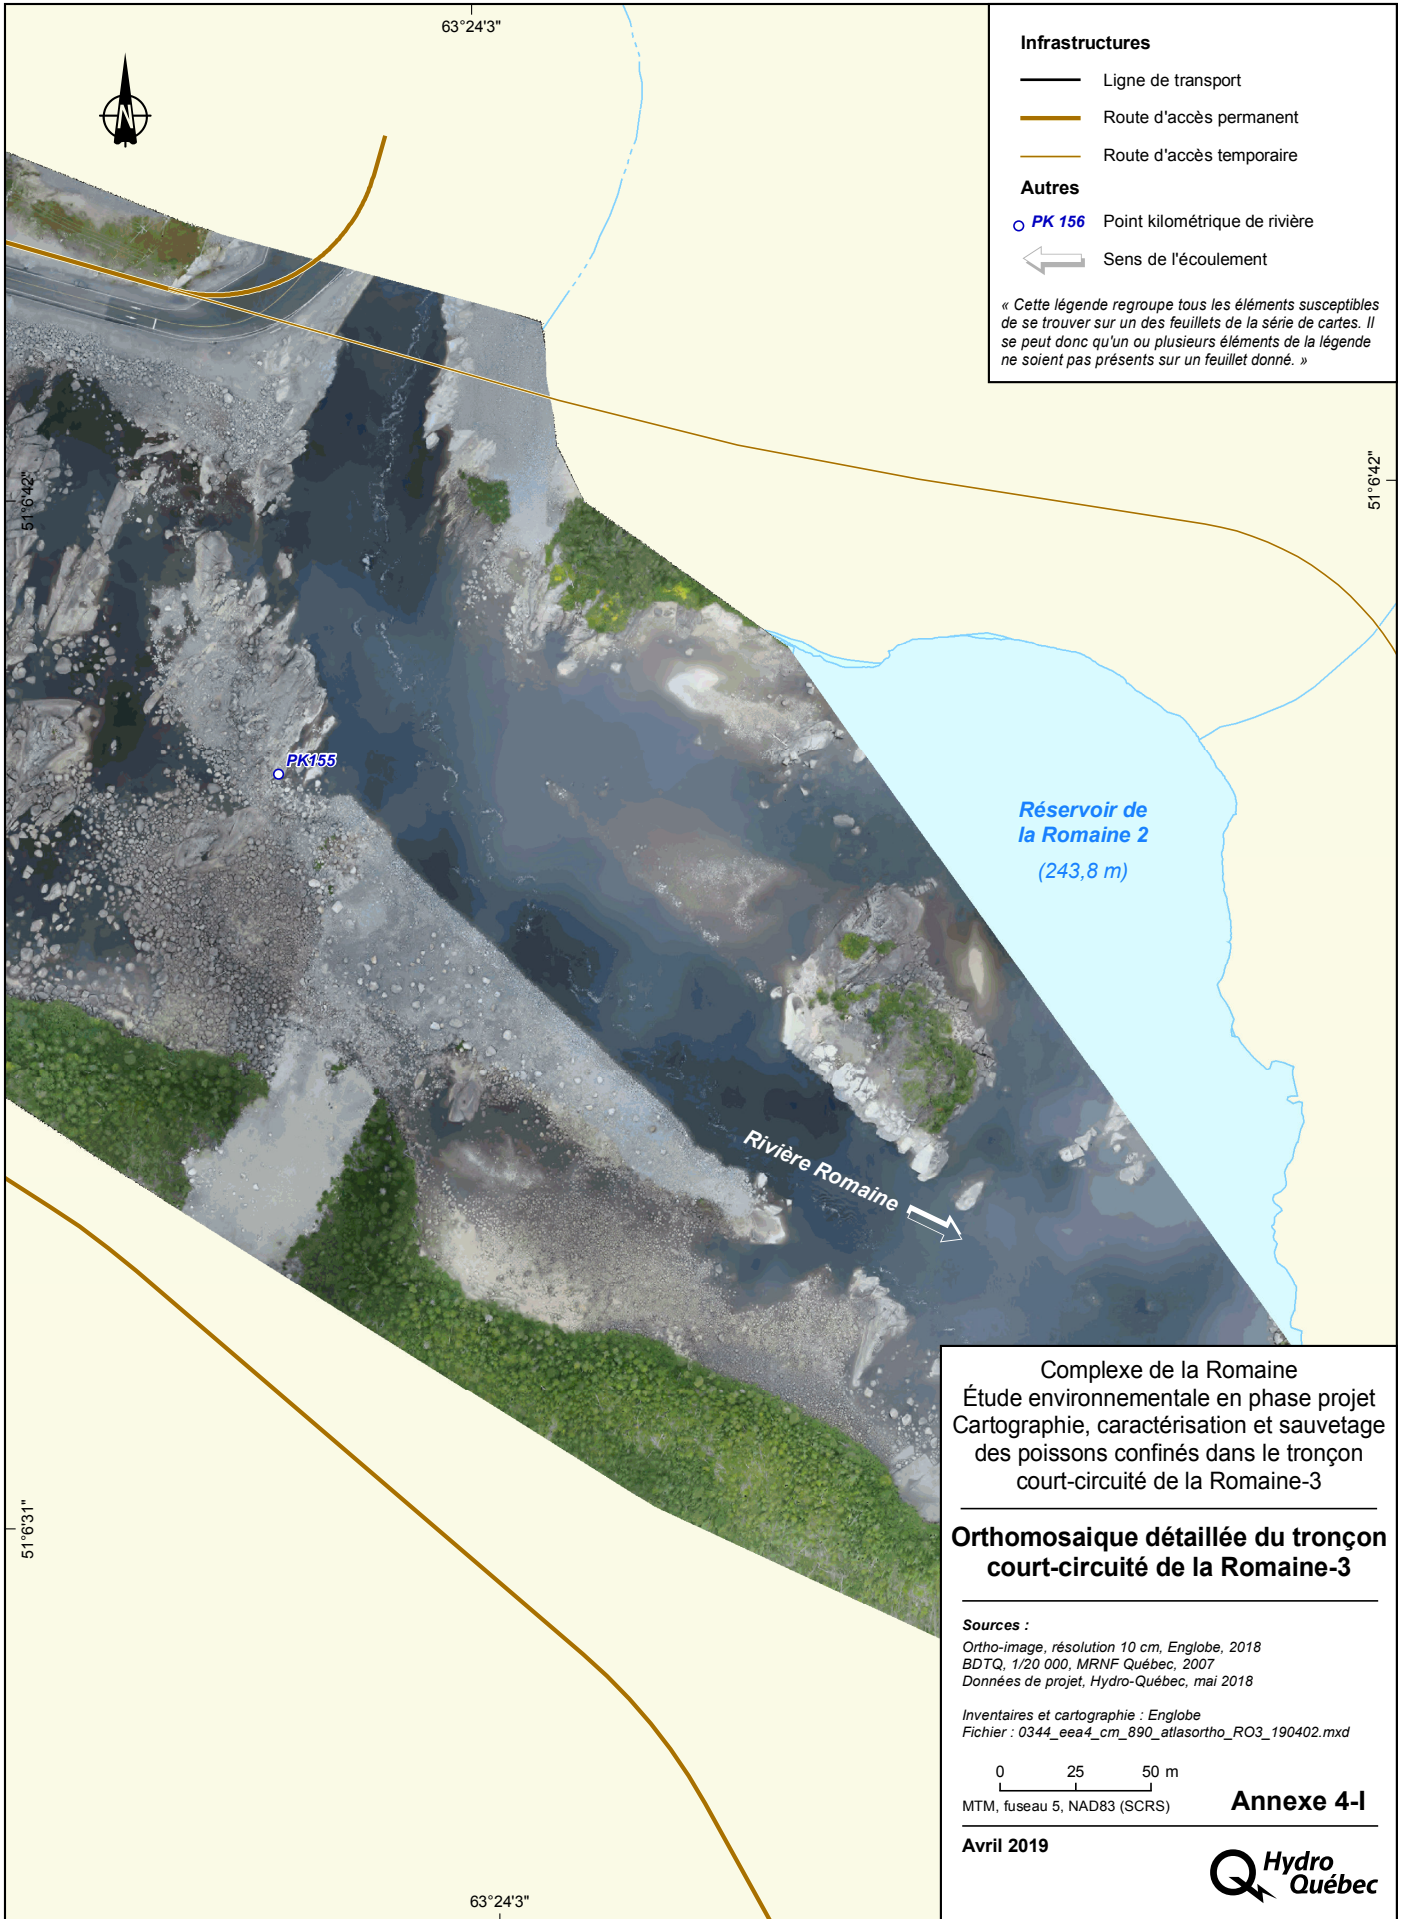 63°24'3"
N
Infrastructures
Ligne de transport
Route d'accès permanent
Route d'accès temporaire
Autres
PK 156 Point kilométrique de rivière
Sens de l'écoulement
« Cette légende regroupe tous les éléments susceptibles
de se trouver sur un des feuillets de la série de cartes. Il
se peut donc qu'un ou plusieurs éléments de la légende
ne soient pas présents sur un feuillet donné. »
51°6'42"
51°6'42"
PK155
Réservoir de
la Romaine 2
(243,8 m)
Rivière Romaine
51°6'31"
Complexe de la Romaine
Étude environnementale en phase projet
Cartographie, caractérisation et sauvetage
des poissons confinés dans le tronçon
court-circuité de la Romaine-3
Orthomosaique détaillée du tronçon
court-circuité de la Romaine-3
Sources :
Ortho-image, résolution 10 cm, Englobe, 2018
BDTQ, 1/20 000, MRNF Québec, 2007
Données de projet, Hydro-Québec, mai 2018
Inventaires et cartographie : Englobe
Fichier : 0344_eea4_cm_890_atlasortho_RO3_190402.mxd
0 25 50 m
MTM, fuseau 5, NAD83 (SCRS)
Annexe 4-I
Avril 2019
Hydro
Québec
63°24'3"